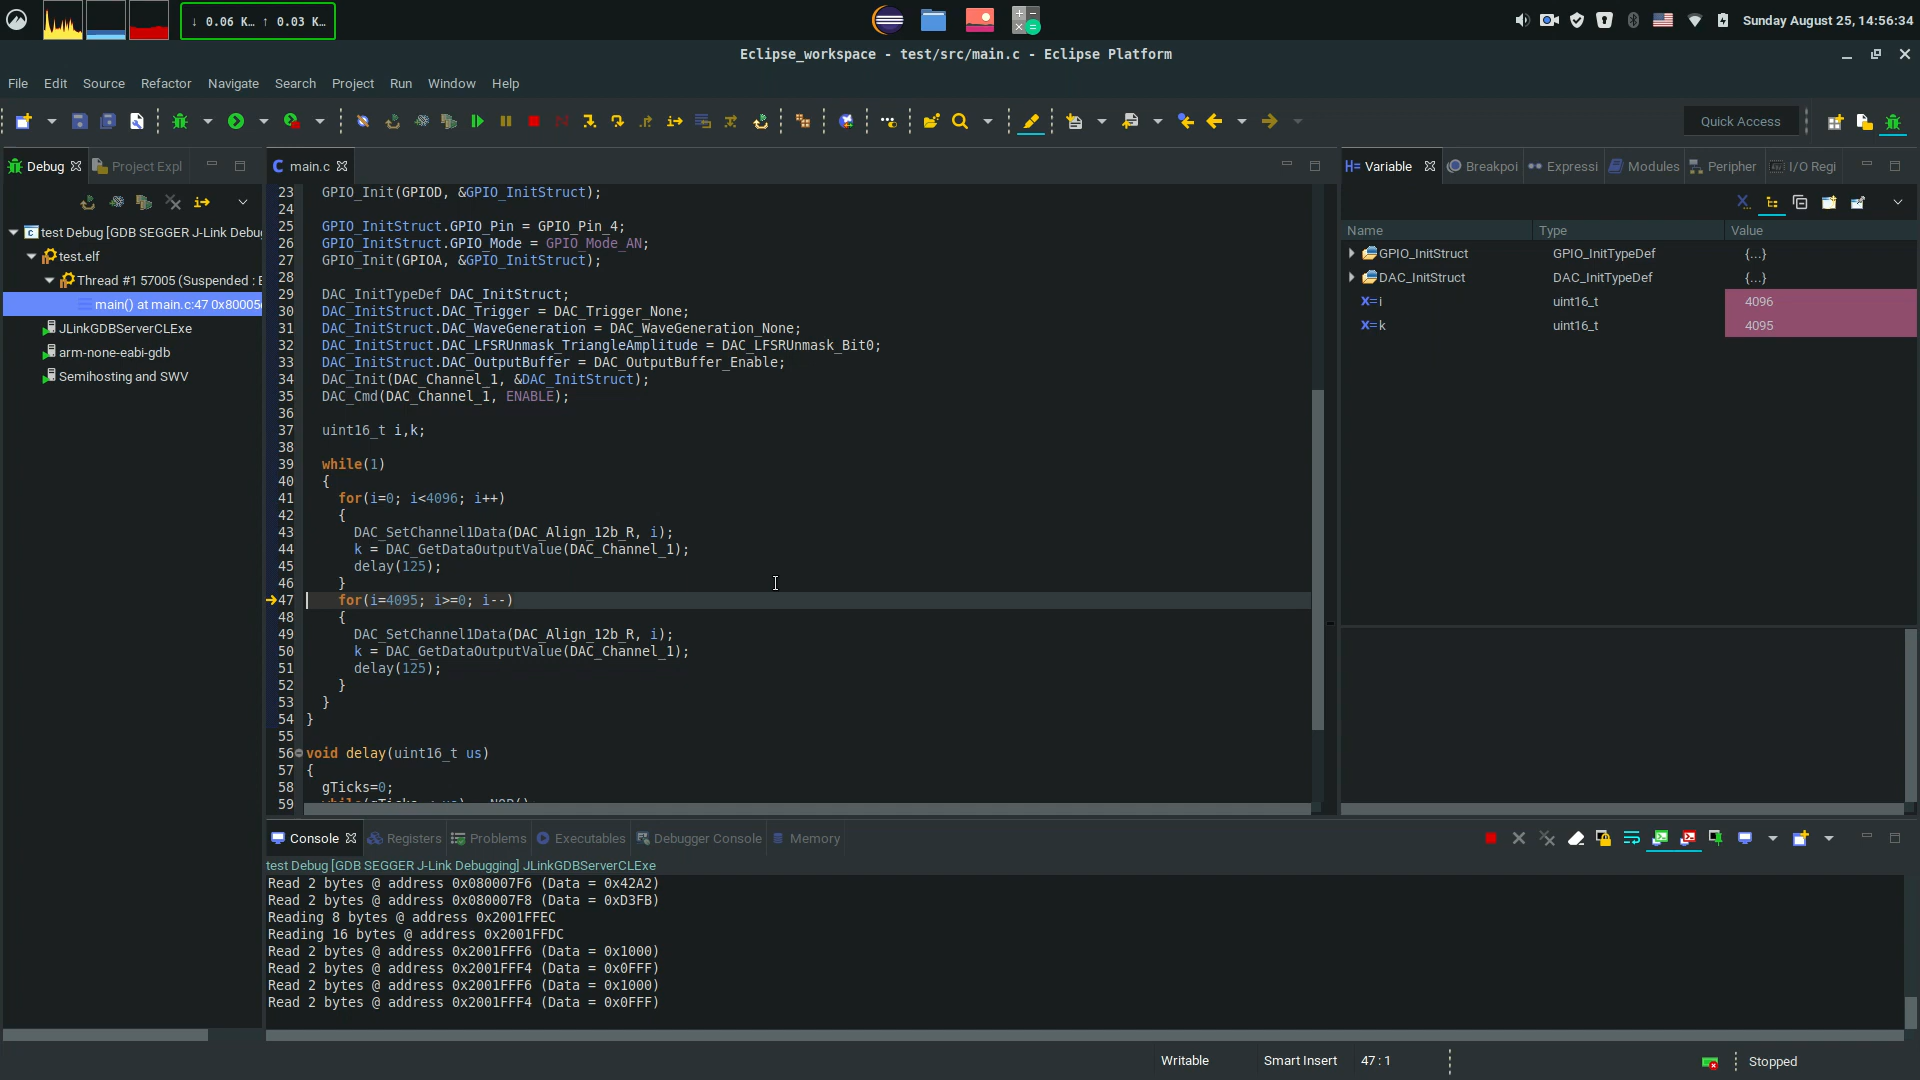 ↓ 0.06 K… ↑ 0.03 K…
Sunday August 25, 14:56:34
Eclipse_workspace - test/src/main.c - Eclipse Platform
File Edit Source Refactor Navigate Search Project Run Window Help
Quick Access
Debug
Project Expl
test Debug [GDB SEGGER J-Link Debug
test.elf
Thread #1 57005 (Suspended : 
main() at main.c:47 0x80005
JLinkGDBServerCLExe
arm-none-eabi-gdb
Semihosting and SWV
main.c
23 GPIO_Init(GPIOD, &GPIO_InitStruct);
24
25 GPIO_InitStruct.GPIO_Pin = GPIO_Pin_4;
26 GPIO_InitStruct.GPIO_Mode = GPIO_Mode_AN;
27 GPIO_Init(GPIOA, &GPIO_InitStruct);
28
29 DAC_InitTypeDef DAC_InitStruct;
30 DAC_InitStruct.DAC_Trigger = DAC_Trigger_None;
31 DAC_InitStruct.DAC_WaveGeneration = DAC_WaveGeneration_None;
32 DAC_InitStruct.DAC_LFSRUnmask_TriangleAmplitude = DAC_LFSRUnmask_Bit0;
33 DAC_InitStruct.DAC_OutputBuffer = DAC_OutputBuffer_Enable;
34 DAC_Init(DAC_Channel_1, &DAC_InitStruct);
35 DAC_Cmd(DAC_Channel_1, ENABLE);
36
37 uint16_t i,k;
38
39 while(1)
40 {
41 for(i=0; i<4096; i++)
42 {
43 DAC_SetChannel1Data(DAC_Align_12b_R, i);
44 k = DAC_GetDataOutputValue(DAC_Channel_1);
45 delay(125);
46 }
47 for(i=4095; i>=0; i--)
48 {
49 DAC_SetChannel1Data(DAC_Align_12b_R, i);
50 k = DAC_GetDataOutputValue(DAC_Channel_1);
51 delay(125);
52 }
53 }
54 }
55
56 void delay(uint16_t us)
57 {
58 gTicks=0;
59
Variable Breakpoi Expressi Modules Peripher I/O Regi
Name Type Value
GPIO_InitStruct GPIO_InitTypeDef {...}
DAC_InitStruct DAC_InitTypeDef {...}
i uint16_t 4096
k uint16_t 4095
Console Registers Problems Executables Debugger Console Memory
test Debug [GDB SEGGER J-Link Debugging] JLinkGDBServerCLExe
Read 2 bytes @ address 0x080007F6 (Data = 0x42A2)
Read 2 bytes @ address 0x080007F8 (Data = 0xD3FB)
Reading 8 bytes @ address 0x2001FFEC
Reading 16 bytes @ address 0x2001FFDC
Read 2 bytes @ address 0x2001FFF6 (Data = 0x1000)
Read 2 bytes @ address 0x2001FFF4 (Data = 0x0FFF)
Read 2 bytes @ address 0x2001FFF6 (Data = 0x1000)
Read 2 bytes @ address 0x2001FFF4 (Data = 0x0FFF)
Writable Smart Insert 47 : 1 Stopped